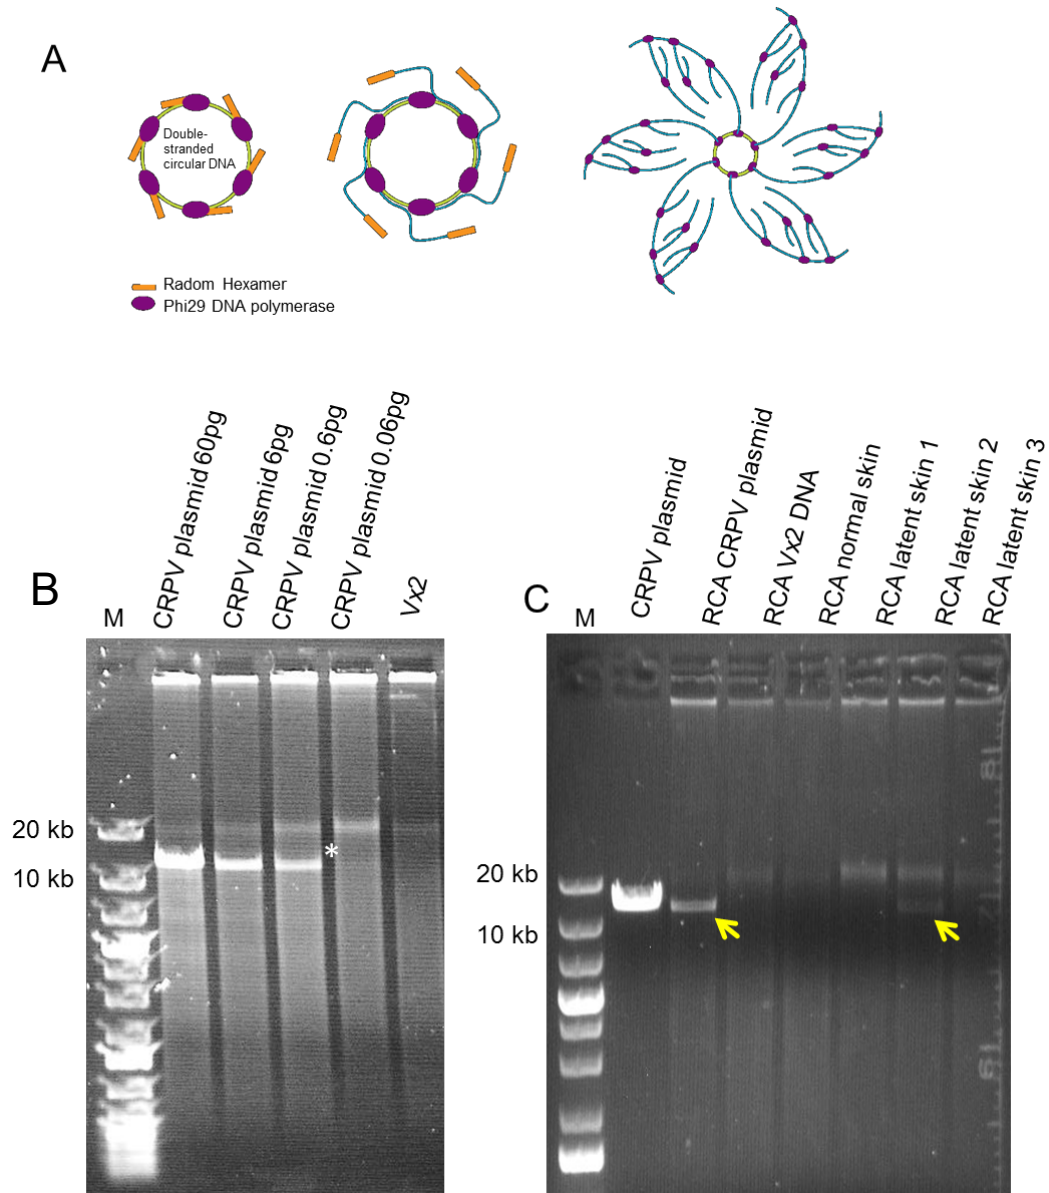 A
Double-
stranded
circular DNA
Radom Hexamer
Phi29 DNA polymerase
B
M
CRPV plasmid 60pg
CRPV plasmid 6pg
CRPV plasmid 0.6pg
CRPV plasmid 0.06pg
Vx2
20 kb
10 kb
*
C
M
CRPV plasmid
RCA CRPV plasmid
RCA Vx2 DNA
RCA normal skin
RCA latent skin 1
RCA latent skin 2
RCA latent skin 3
20 kb
10 kb